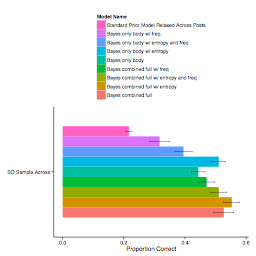 Model Name
Standard Prior Model Relaxed Across Posts
Bayes only body w/ freq
Bayes only body w/ entropy and freq
Bayes only body w/ entropy
Bayes only body
Bayes combined full w/ freq
Bayes combined full w/ entropy and freq
Bayes combined full w/ entropy
Bayes combined full
SO Sample Across
0.0 0.2 0.4 0.6
Proportion Correct